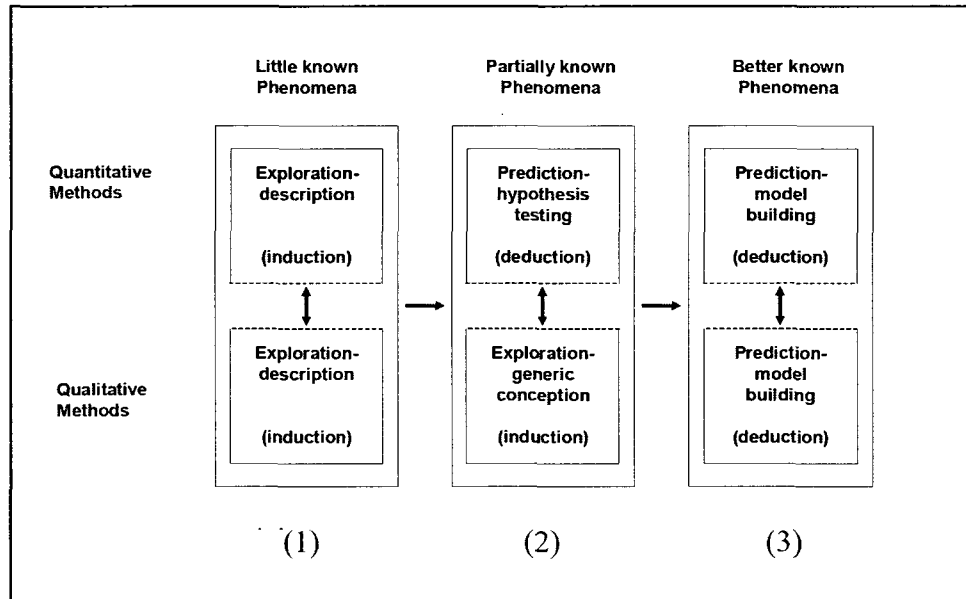 Little known
Phenomena
Partially known
Phenomena
Better known
Phenomena
Quantitative
Methods
Exploration-
description
(induction)
Prediction-
hypothesis
testing
(deduction)
Prediction-
model
building
(deduction)
Qualitative
Methods
Exploration-
description
(induction)
Exploration-
generic
conception
(induction)
Prediction-
model
building
(deduction)
(1)
(2)
(3)